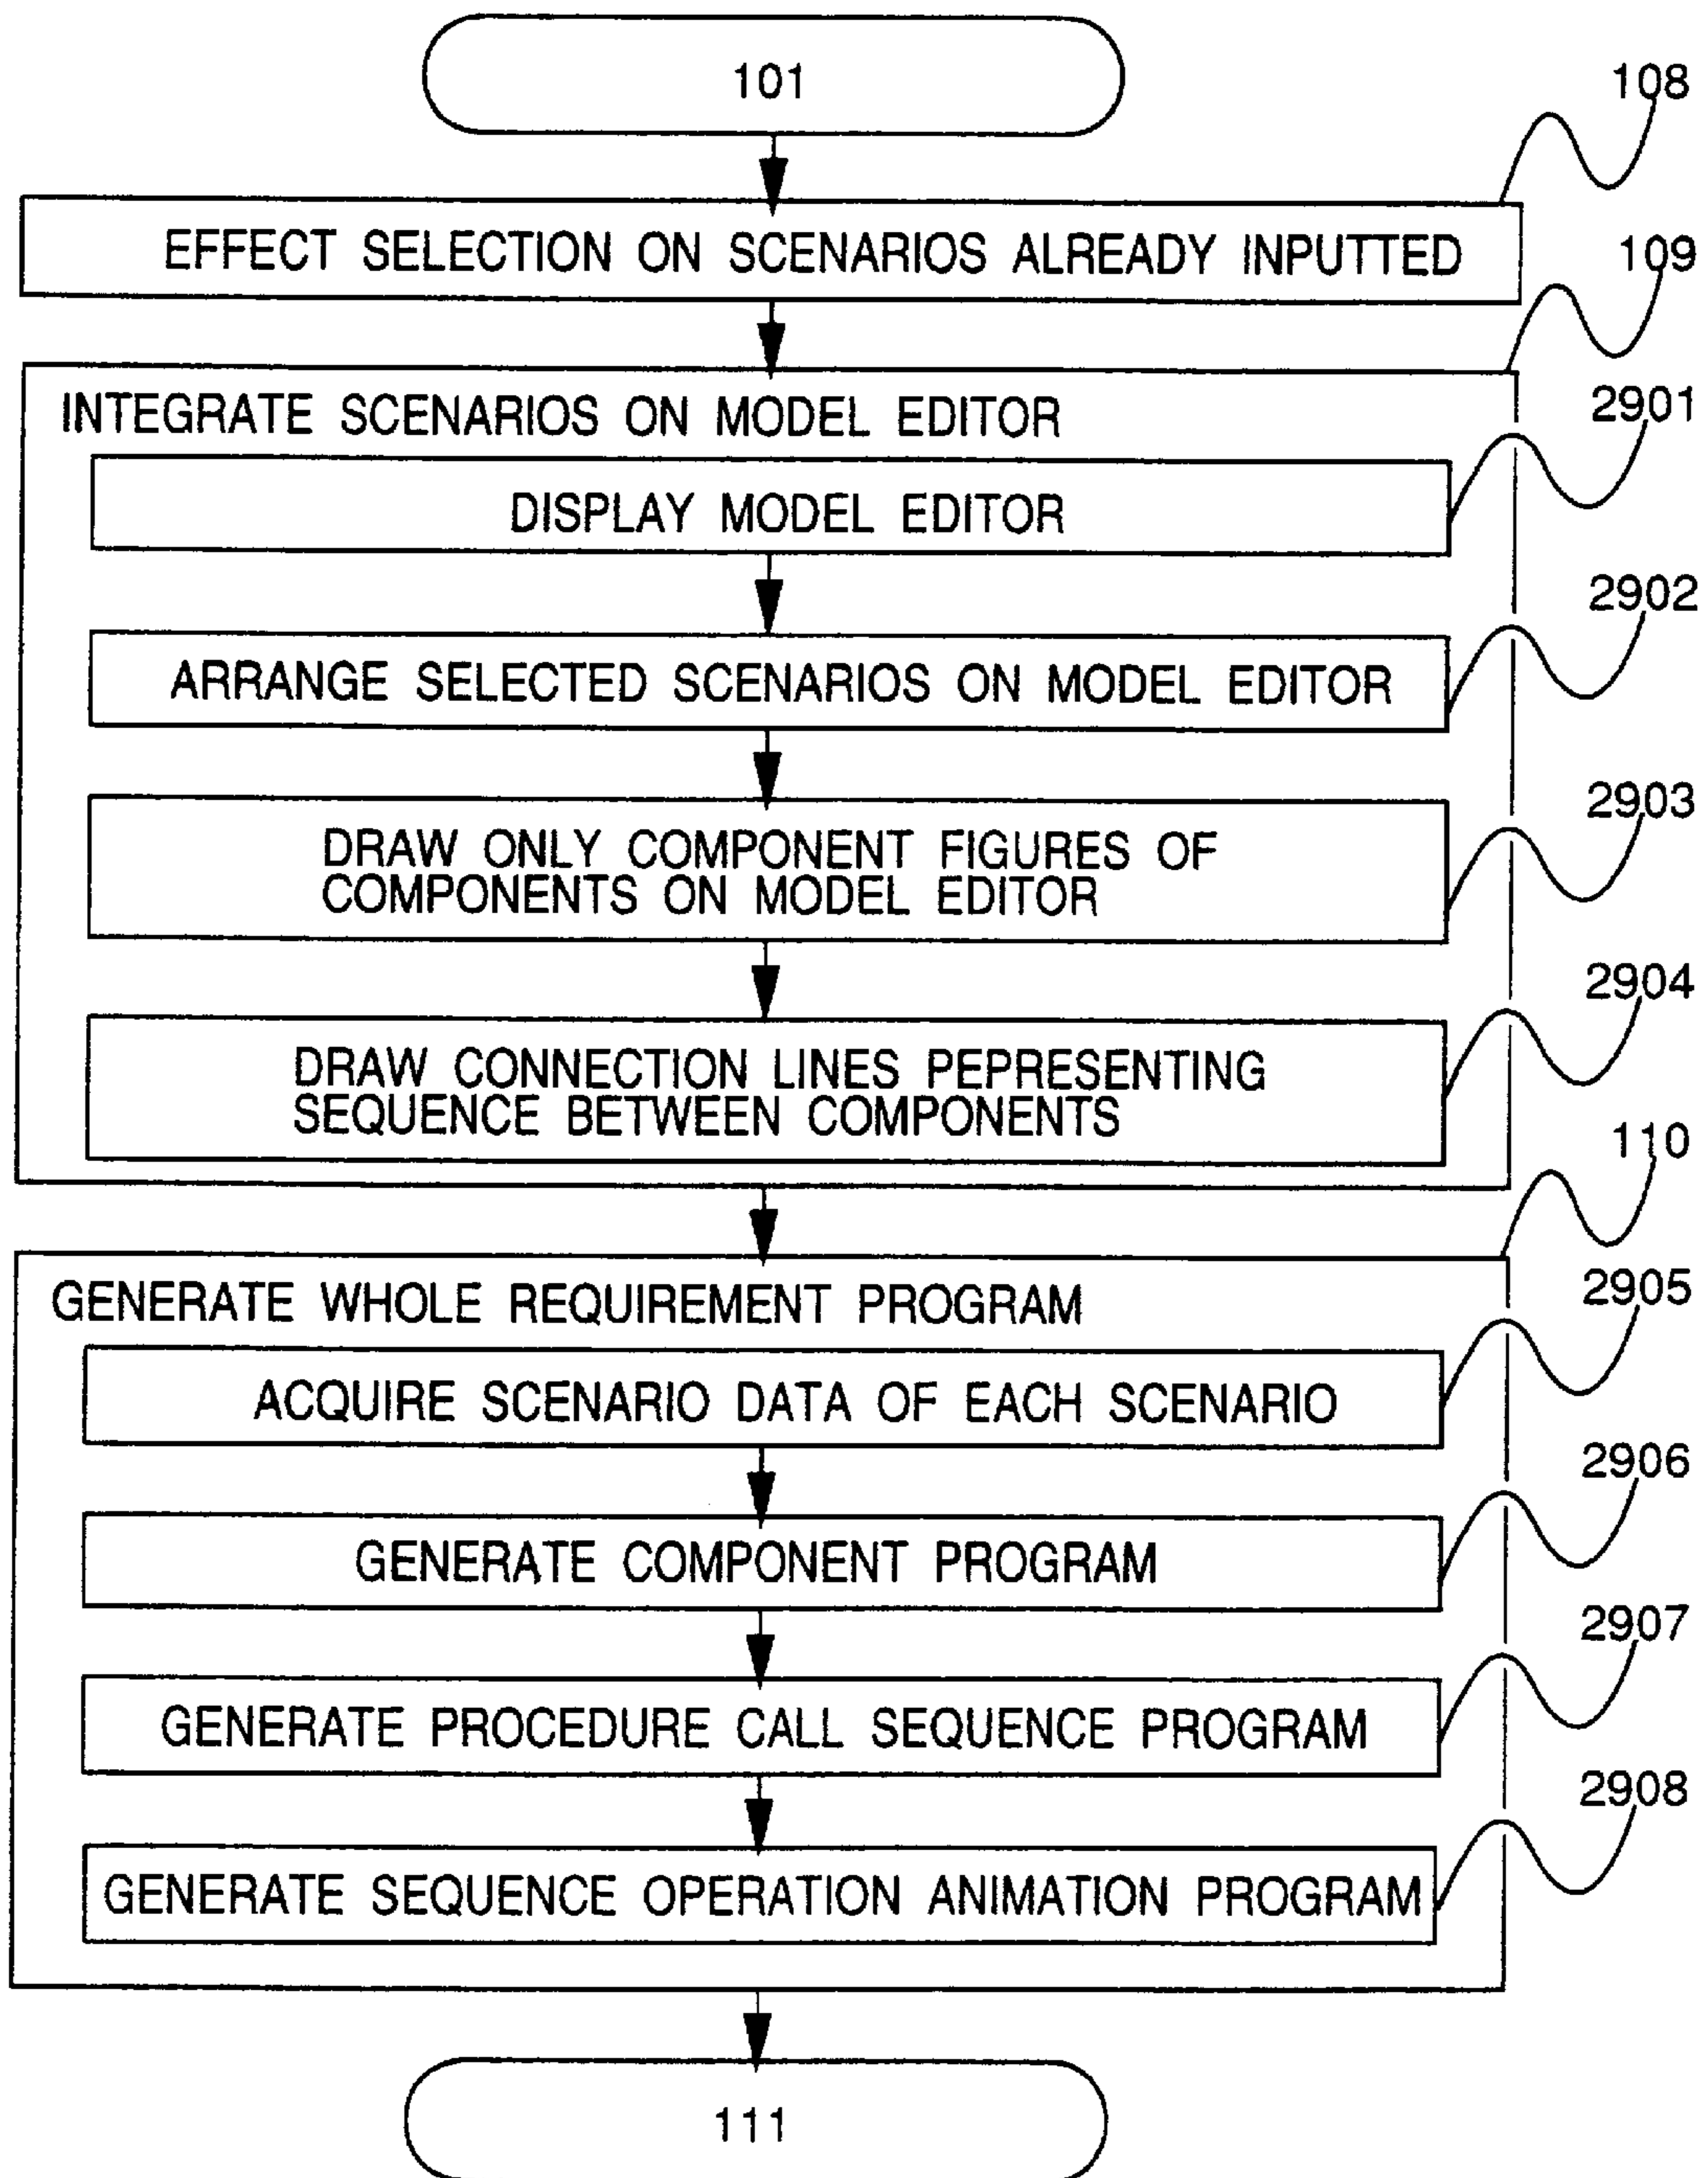 101
108
EFFECT SELECTION ON SCENARIOS ALREADY INPUTTED
109
INTEGRATE SCENARIOS ON MODEL EDITOR
2901
DISPLAY MODEL EDITOR
2902
ARRANGE SELECTED SCENARIOS ON MODEL EDITOR
2903
DRAW ONLY COMPONENT FIGURES OF
COMPONENTS ON MODEL EDITOR
2904
DRAW CONNECTION LINES PEPRESENTING
SEQUENCE BETWEEN COMPONENTS
110
GENERATE WHOLE REQUIREMENT PROGRAM
2905
ACQUIRE SCENARIO DATA OF EACH SCENARIO
2906
GENERATE COMPONENT PROGRAM
2907
GENERATE PROCEDURE CALL SEQUENCE PROGRAM
2908
GENERATE SEQUENCE OPERATION ANIMATION PROGRAM
111